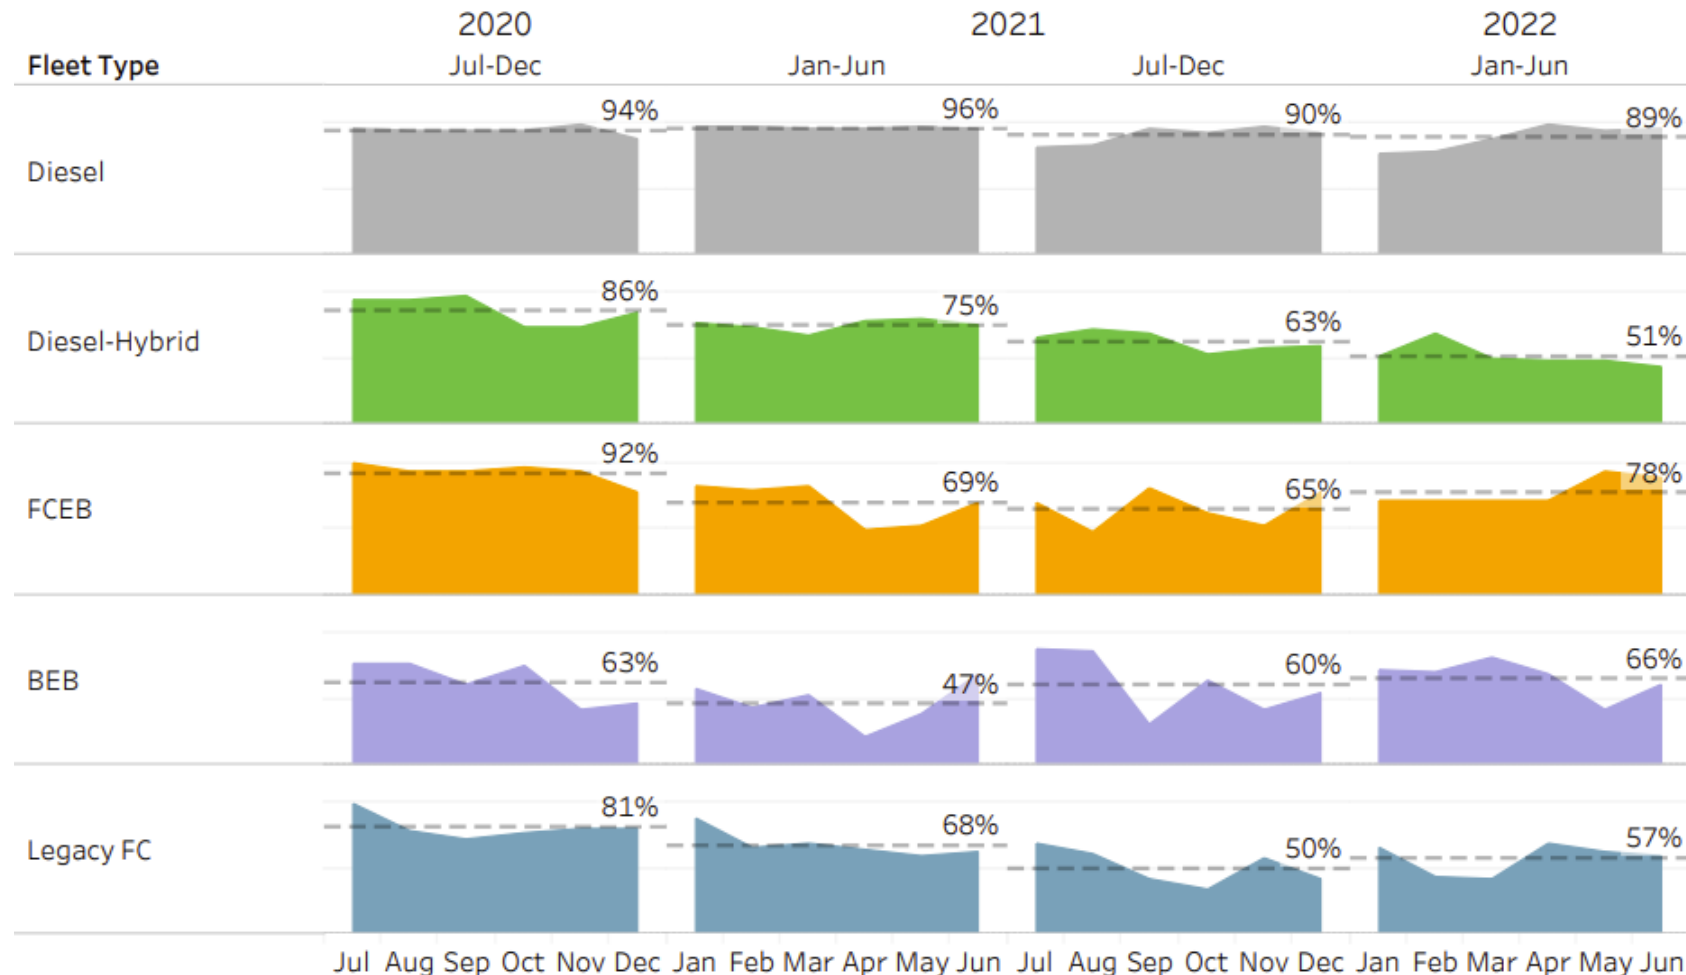 2020 2021 2022
Fleet Type Jul-Dec Jan-Jun Jul-Dec Jan-Jun
94% 96% 90% 89%
Diesel
86% 75% 63% 51%
Diesel-Hybrid
92% 69% 65% 78%
FCEB
63% 47% 60% 66%
BEB
81% 68% 50% 57%
Legacy FC
Jul Aug Sep Oct Nov Dec Jan Feb Mar Apr May Jun Jul Aug Sep Oct Nov Dec Jan Feb Mar Apr May Jun